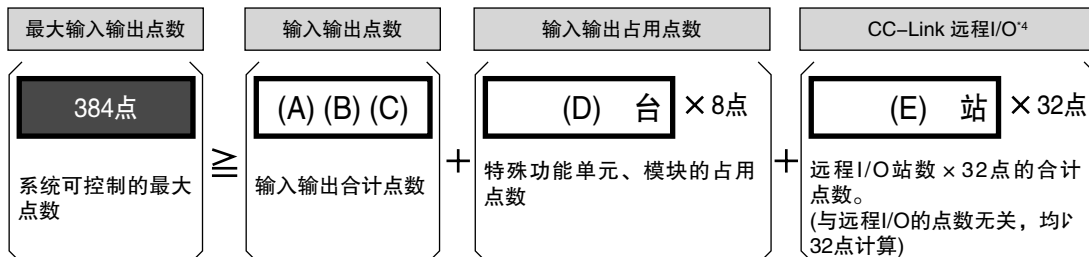 最大输入输出点数
384点
系统可控制的最大
点数
≧
输入输出点数
(A) (B) (C)
输入输出合计点数
+
输入输出占用点数
(D) 台 × 8点
特殊功能单元、模块的占用
点数
+
CC-Link 远程I/O*4
(E) 站 × 32点
远程I/O站数 × 32点的合计
点数。
(与远程I/O的点数无关，均以
32点计算)